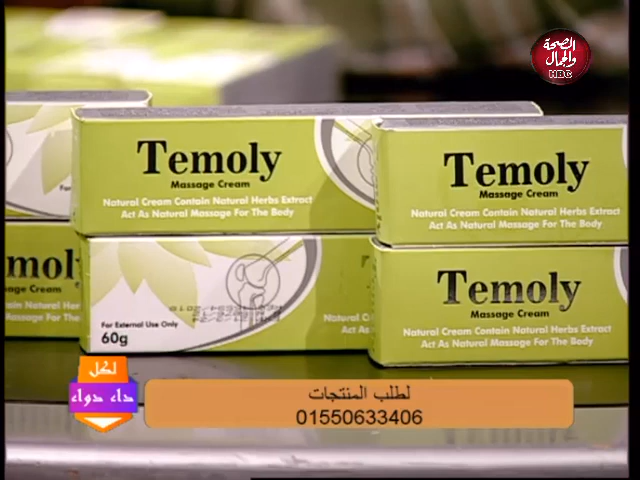 الصحة
والجمال
HBC
Temoly
Massage Cream
Natural Cream Contain Natural Herbs Extract
Act As Natural Massage For The Body
Temoly
Massage Cream
Natural Cream Contain Natural Herbs Extract
Act As Natural Massage For The Body
For External Use Only
60g
Natural
Temoly
Massage Cream
Natural Cream Contain Natural Herbs Extract
Act As Natural Massage For The Body
لكل
داء دواء
لطلب المنتجات
01550633406